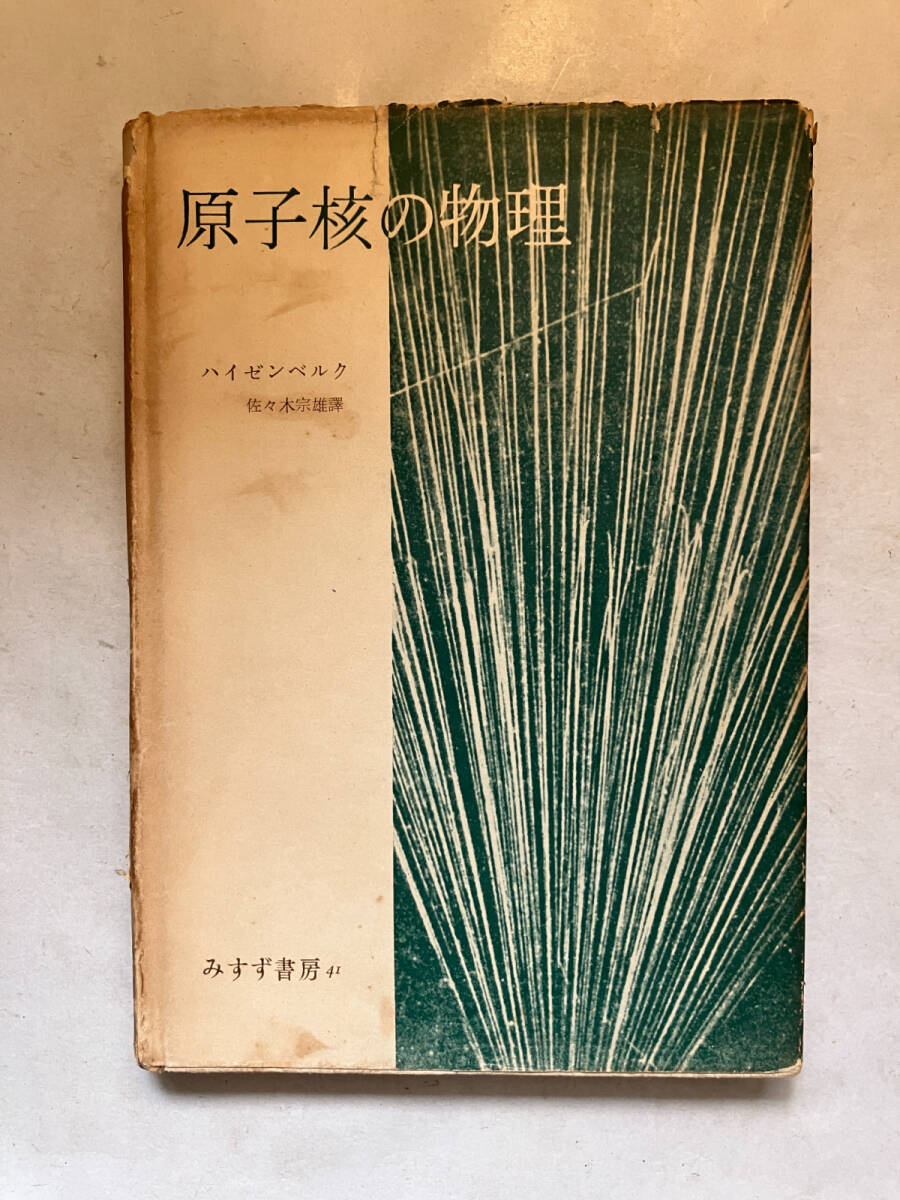 原子核の物理
ハイゼンベルク
佐々木宗雄譯
みすず書房 41